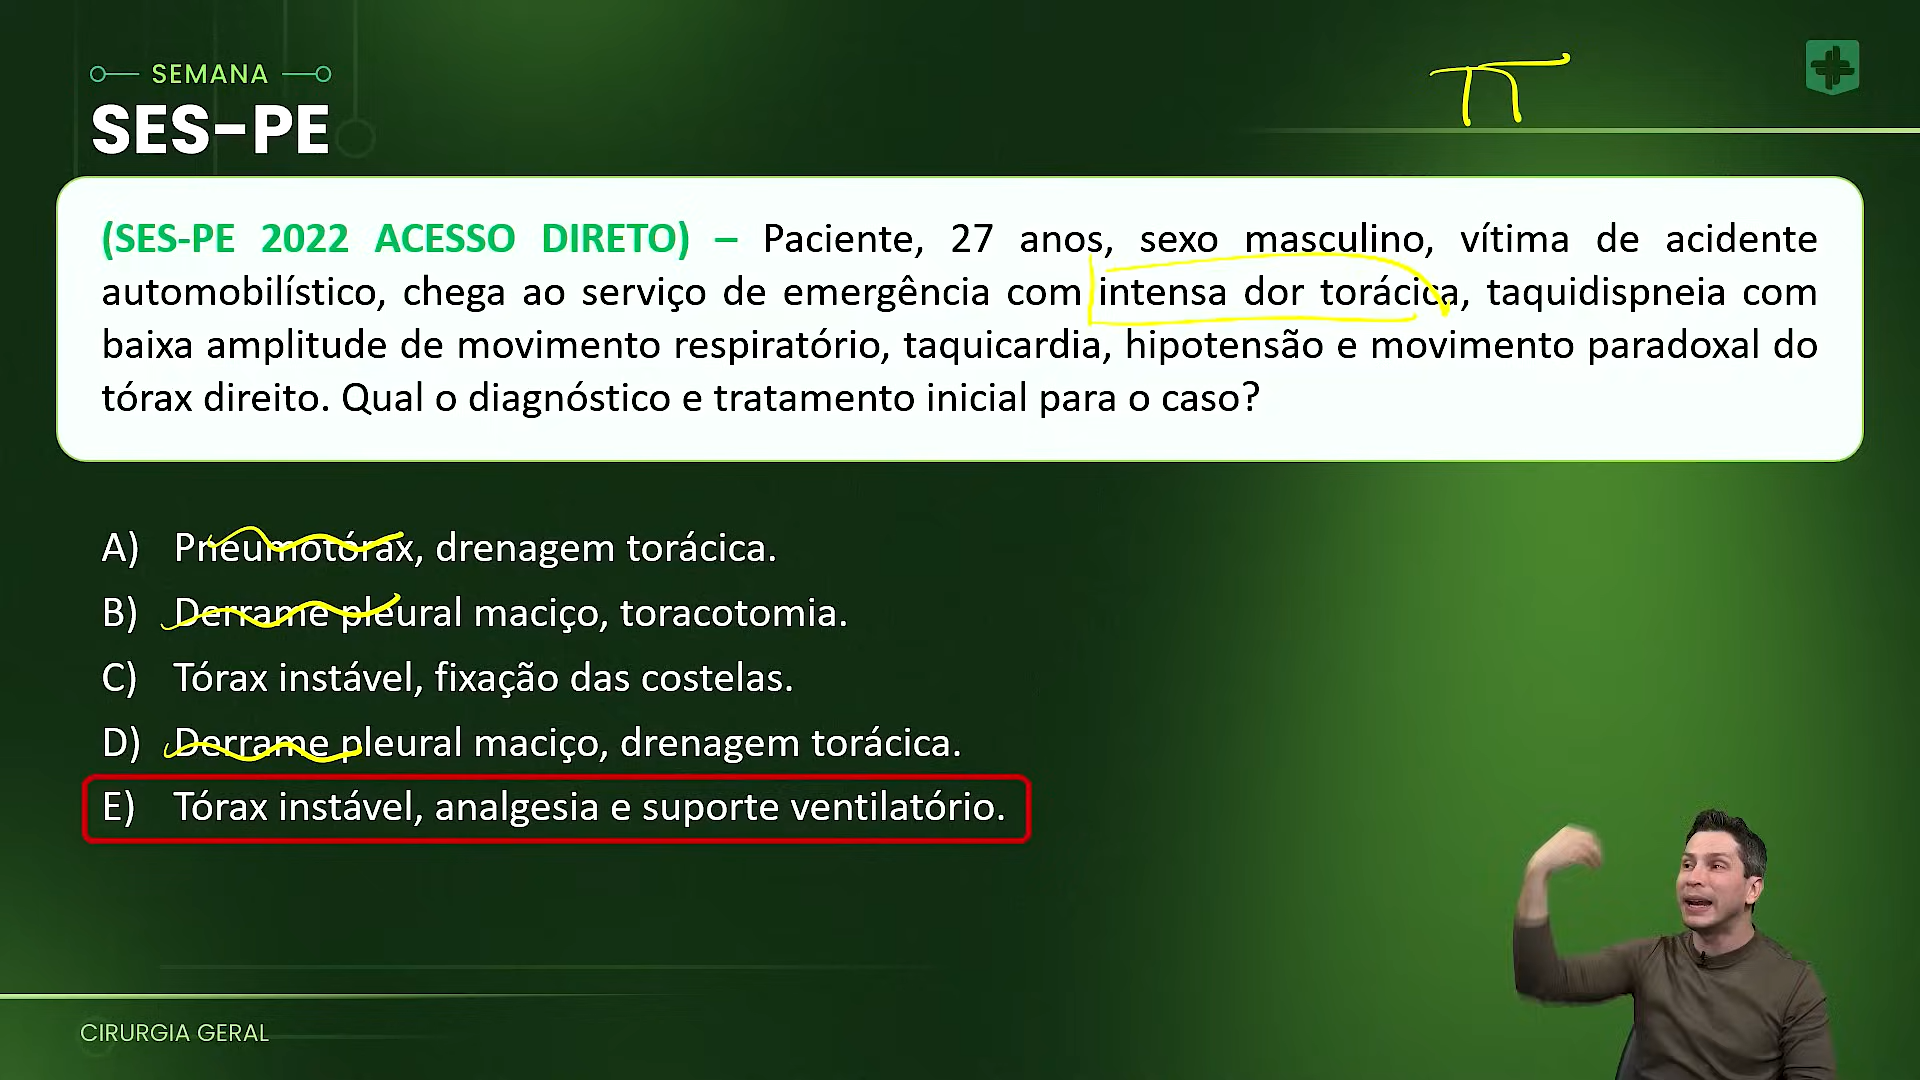 SEMANA
SES-PE
(SES-PE 2022 ACESSO DIRETO) – Paciente, 27 anos, sexo masculino, vítima de acidente
automobilístico, chega ao serviço de emergência com intensa dor torácica, taquidispneia com
baixa amplitude de movimento respiratório, taquicardia, hipotensão e movimento paradoxal do
tórax direito. Qual o diagnóstico e tratamento inicial para o caso?
A) Pneumotórax, drenagem torácica.
B) Derrame pleural maciço, toracotomia.
C) Tórax instável, fixação das costelas.
D) Derrame pleural maciço, drenagem torácica.
E) Tórax instável, analgesia e suporte ventilatório.
CIRURGIA GERAL